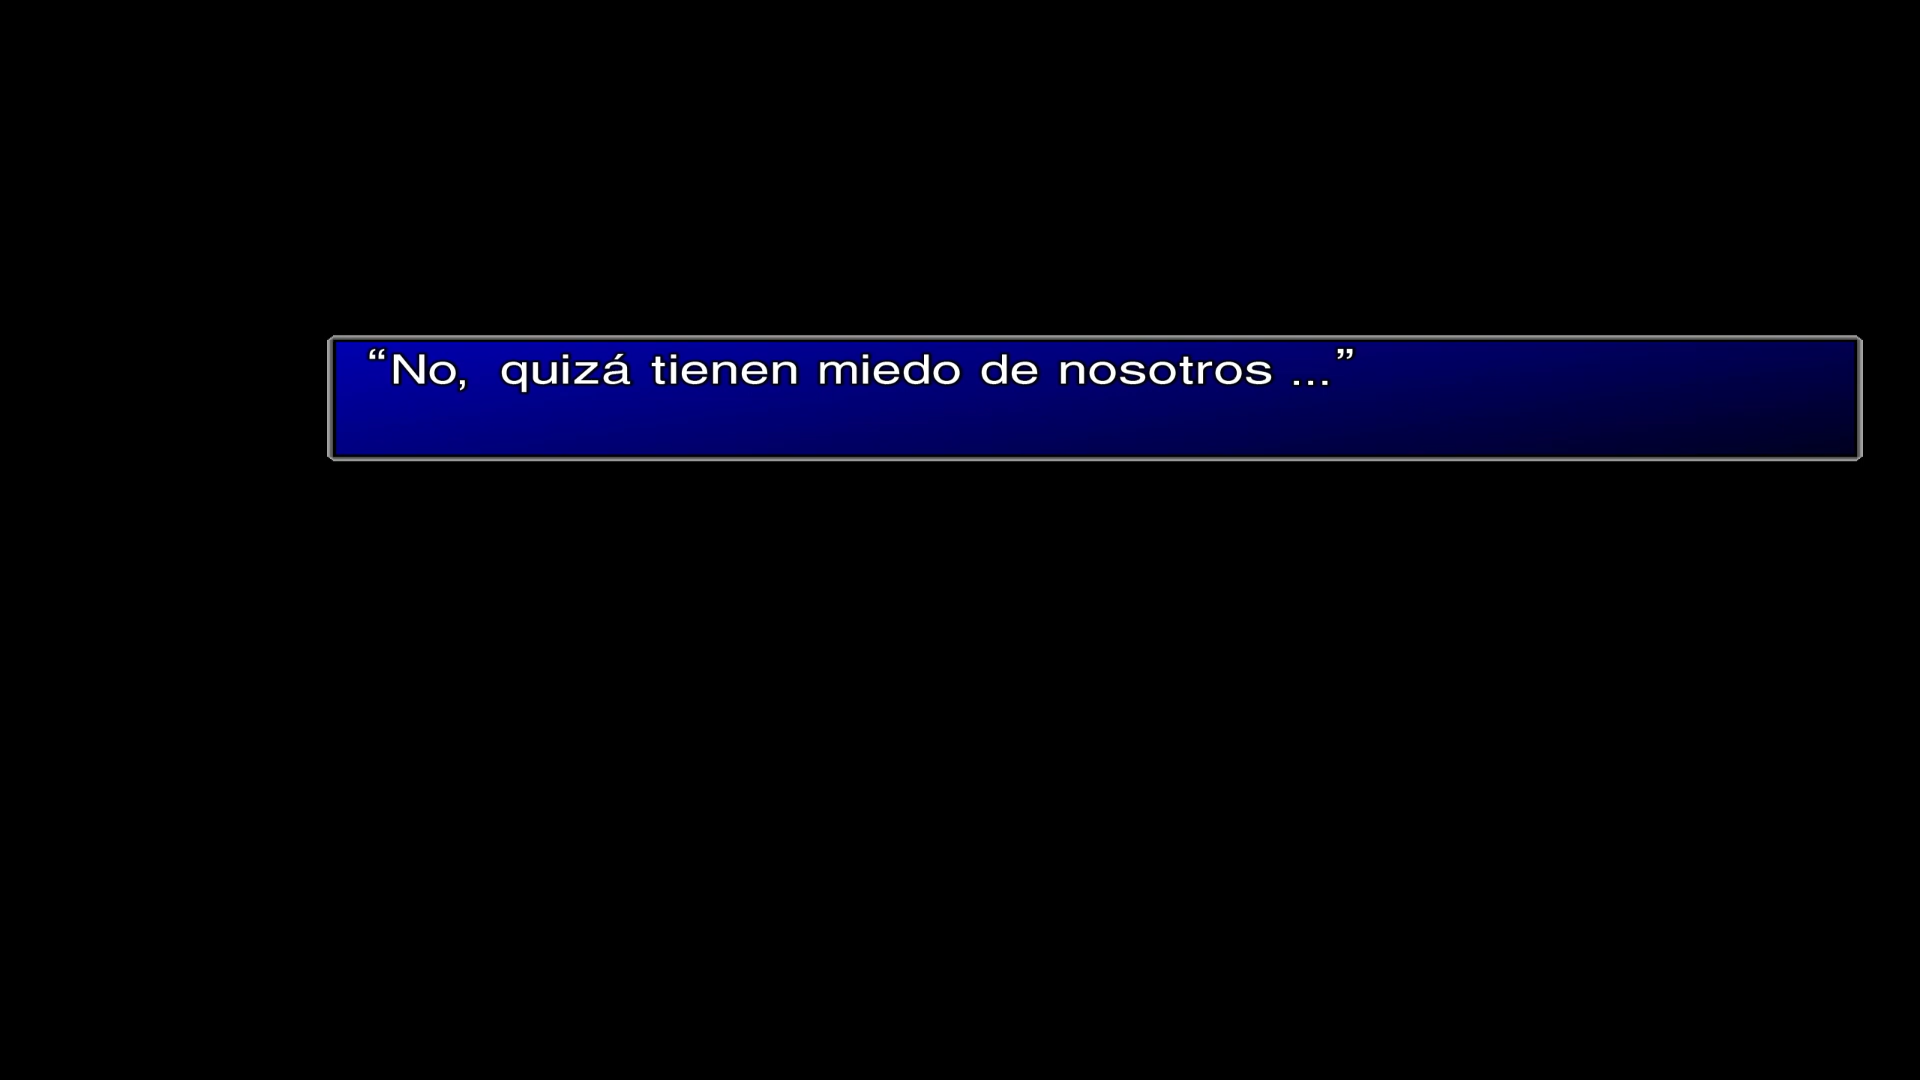 “No,  quizá tienen miedo de nosotros ...”